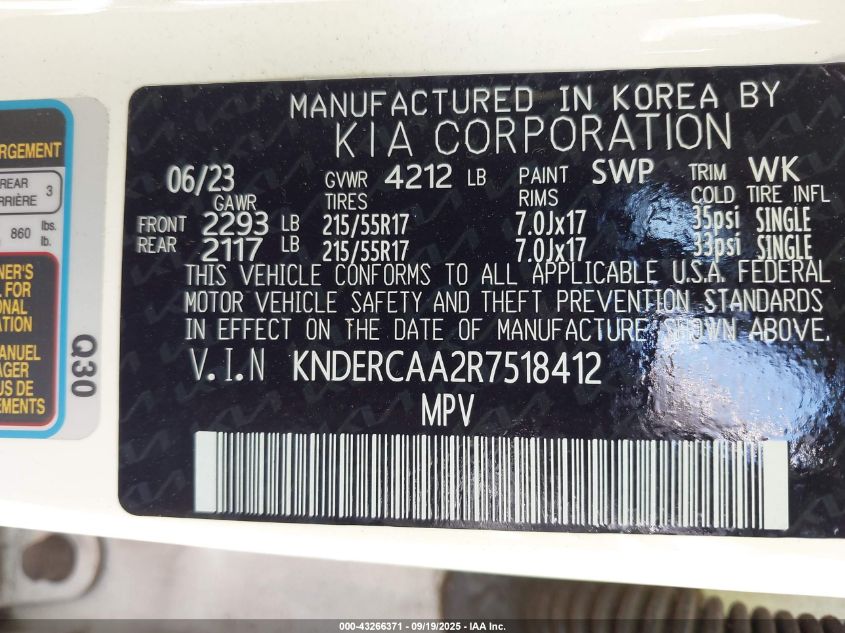 MANUFACTURED IN KOREA BY
KIA CORPORATION
06/23 GVWR 4212 LB PAINT SWP TRIM WK
GAWR TIRES RIMS COLD TIRE INFL
FRONT 2293 LB 215/55R17 7.0Jx17 35psi SINGLE
REAR 2117 LB 215/55R17 7.0Jx17 33psi SINGLE
THIS VEHICLE CONFORMS TO ALL APPLICABLE U.S.A. FEDERAL
MOTOR VEHICLE SAFETY AND THEFT PREVENTION STANDARDS
IN EFFECT ON THE DATE OF MANUFACTURE SHOWN ABOVE.
V.I.N KNDERCAA2R7518412
MPV
RGEMENT
REAR 3
RRIÈRE
860 lbs.
lb.
NER'S
L FOR
ONAL
ATION
MANUEL
AGER
US DE
EMENTS
Q30
000-43266371 - 09/19/2025 - IAA Inc.